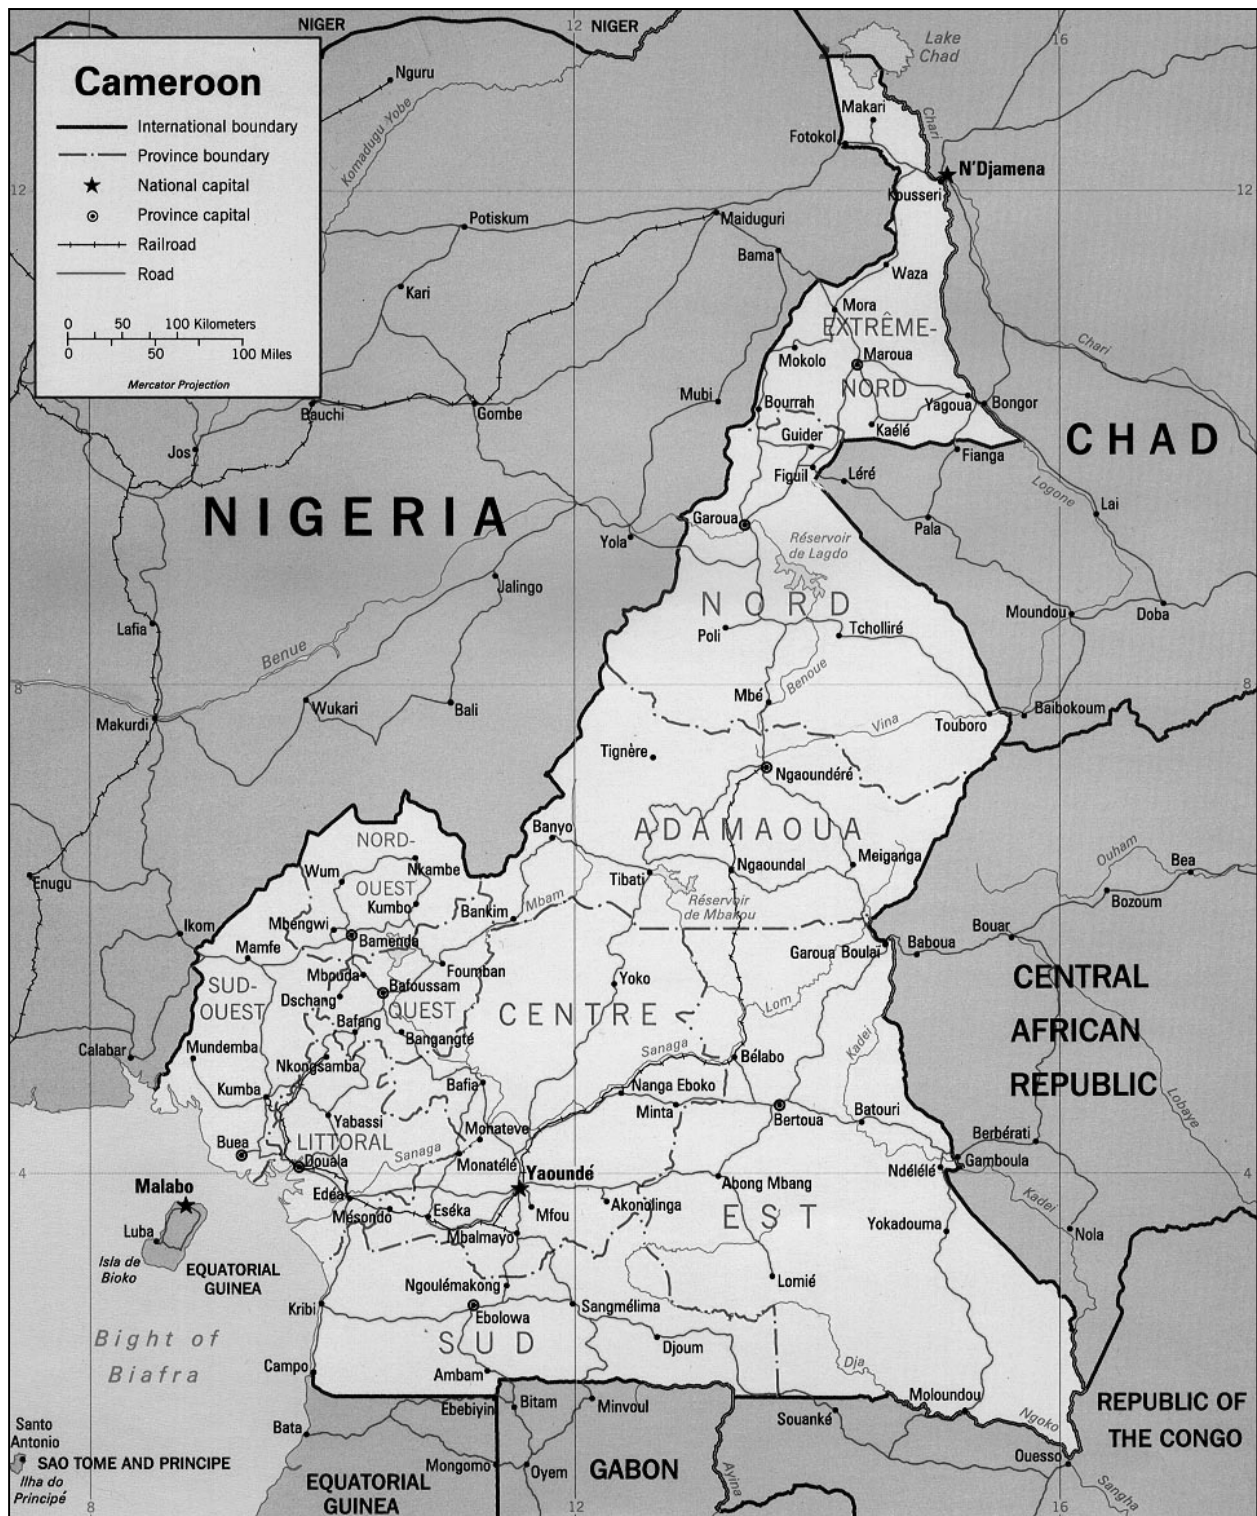 NIGER
12
NIGER
16
Lake
Chad
Cameroon
International boundary
Province boundary
National capital
Province capital
Railroad
Road
0 50 100 Kilometers
0 50 100 Miles
Mercator Projection
Nguru
Komadugu Yobe
Makari
Chari
Fotokol
N'Djamena
12
12
Kousseri
Potiskum
Maiduguri
Bama
Waza
Kari
Mora
EXTRÊME-
NORD
Chari
Mokolo
Maroua
Mubi
Bourrah
Yagoua
Bongor
Bauchi
Gombe
Guider
Kaélé
CHAD
Jos
Figuil
Léré
Fianga
Logone
Lai
NIGERIA
Garoua
Pala
Yola
Réservoir
de Lagdo
Jalingo
NORD
Moundou
Doba
Lafia
Poli
Tcholliré
Benue
Benoue
8
8
Mbé
Wukari
Bali
Makurdi
Vina
Touboro
Baibokoum
Tignère
Ngaoundéré
NORD-
OUEST
Banyo
ADAMAOUA
Ouham
Bea
Enugu
Wum
Nkambe
Tibati
Ngaoundal
Meiganga
Kumbo
Bankim
Mbam
Réservoir
de Mbakou
Bozoum
Ikom
Mbengwi
Bamenda
Mamfe
Garoua Boulaï
Baboua
Bouar
Mbouda
Foumban
Yoko
CENTRAL
AFRICAN
REPUBLIC
SUD-
OUEST
Bafoussam
Dschang
OUEST
CENTRE
Lom
Bafang
Bangangté
Kadei
Calabar
Mundemba
Nkongsamba
Sanaga
Bélabo
Kumba
Bafia
Nanga Eboko
Lobaye
Yabassi
Minta
Bertoua
Batouri
Buea
LITTORAL
Monateve
Berbérati
Douala
Sanaga
Monatélé
Gamboula
Ndélélé
4
4
Malabo
Edéa
Yaoundé
Abong Mbang
Akonolinga
Kadei
Mésondo
Eséka
Mfou
EST
Yokadouma
Luba
Mbalmayo
Nola
Isla de
Bioko
EQUATORIAL
GUINEA
Ngoulémakong
Lomié
Kribi
Ebolowa
Sangmélima
Bight of
Biafra
SUD
Djoum
Campo
Ambam
Dja
Moloundou
Ebebiyin
Bitam
Minvoul
Souanké
Ngoko
REPUBLIC OF
THE CONGO
Santo
Antonio
Bata
SAO TOME AND PRINCIPE
Mongomo
Oyem
GABON
Ouesso
Ilha do
Príncipé
EQUATORIAL
GUINEA
Ayina
Sangha
8
12
16